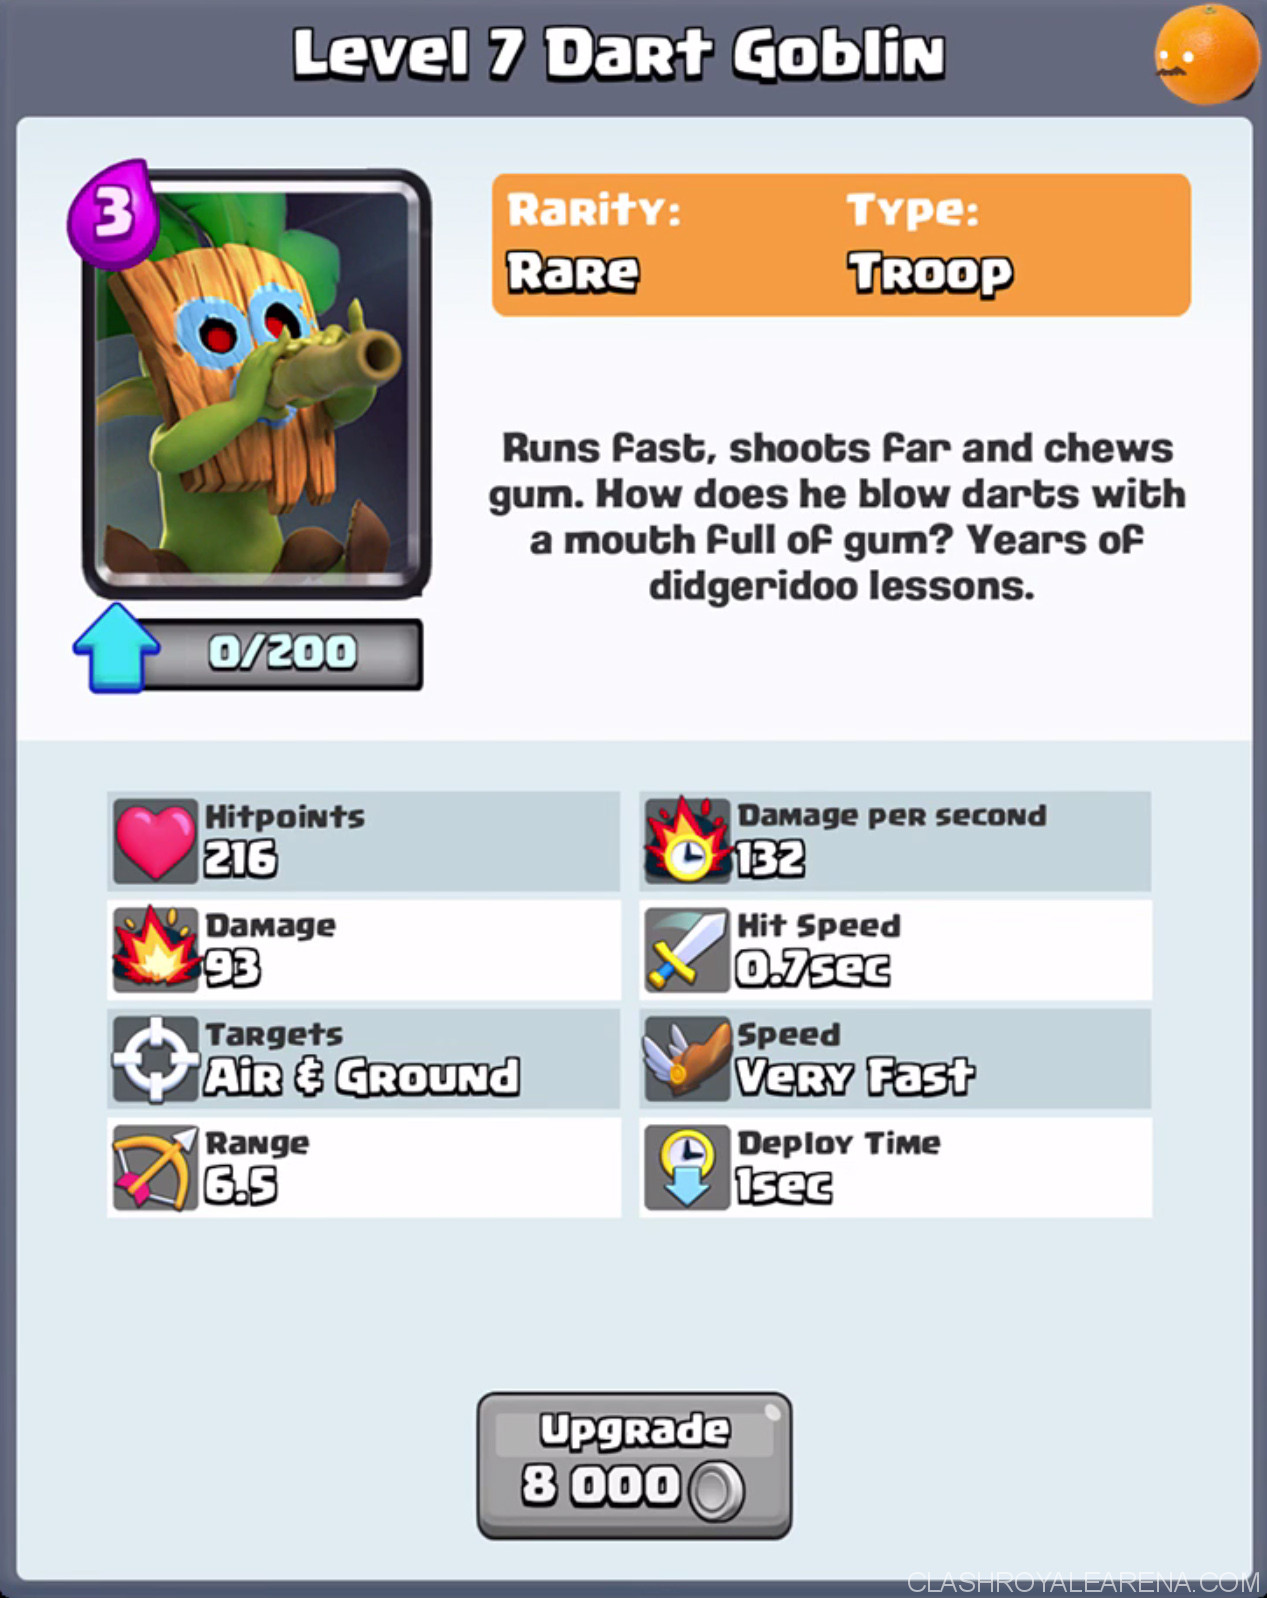 Level 7 Dart Goblin
3
Rarity:
Type:
Rare
Troop
Runs fast, shoots far and chews
gum. How does he blow darts with
a mouth full of gum? Years of
didgeridoo lessons.
0/200
Hitpoints
216
Damage per second
132
Damage
93
Hit Speed
0.7sec
Targets
Air & Ground
Speed
Very Fast
Range
6.5
Deploy Time
1sec
Upgrade
8 000
CLASHROYALEARENA.COM